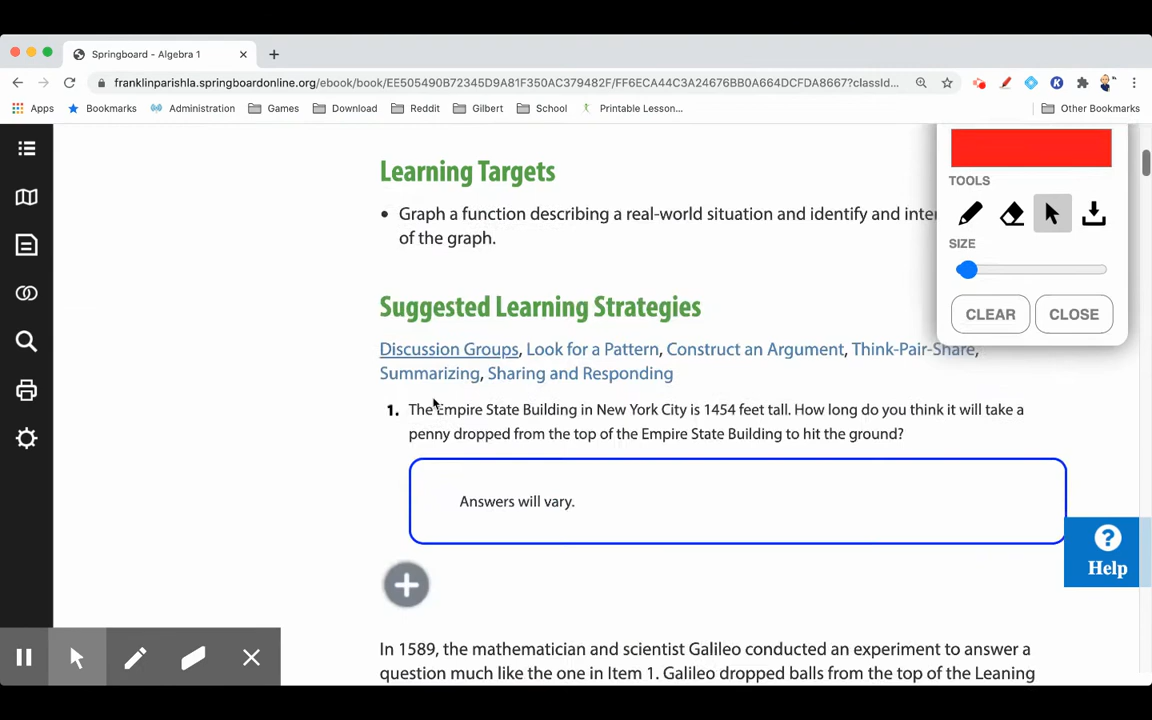 Springboard - Algebra 1
franklinparishla.springboardonline.org/ebook/book/EE505490B72345D9A81F350AC379482F/FF6ECA44C3A24676BB0A664DCFDA8667?classId...
Apps Bookmarks Administration Games Download Reddit Gilbert School Printable Lesson... Other Bookmarks
Learning Targets
TOOLS
• Graph a function describing a real-world situation and identify and inte
of the graph.
SIZE
Suggested Learning Strategies
CLEAR CLOSE
Discussion Groups, Look for a Pattern, Construct an Argument, Think-Pair-Share,
Summarizing, Sharing and Responding
1. The Empire State Building in New York City is 1454 feet tall. How long do you think it will take a
penny dropped from the top of the Empire State Building to hit the ground?
Answers will vary.
Help
In 1589, the mathematician and scientist Galileo conducted an experiment to answer a
question much like the one in Item 1. Galileo dropped balls from the top of the Leaning